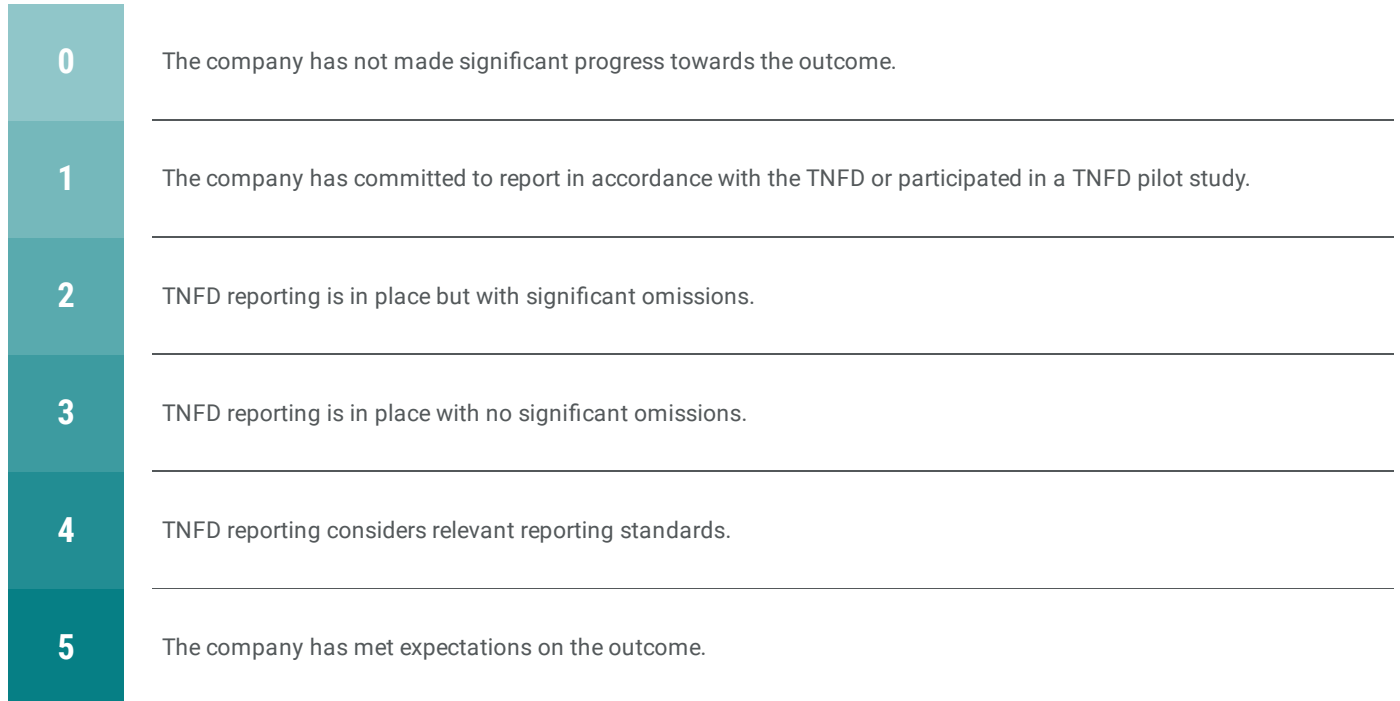 0
The company has not made significant progress towards the outcome.
1
The company has committed to report in accordance with the TNFD or participated in a TNFD pilot study.
2
TNFD reporting is in place but with significant omissions.
3
TNFD reporting is in place with no significant omissions.
4
TNFD reporting considers relevant reporting standards.
5
The company has met expectations on the outcome.